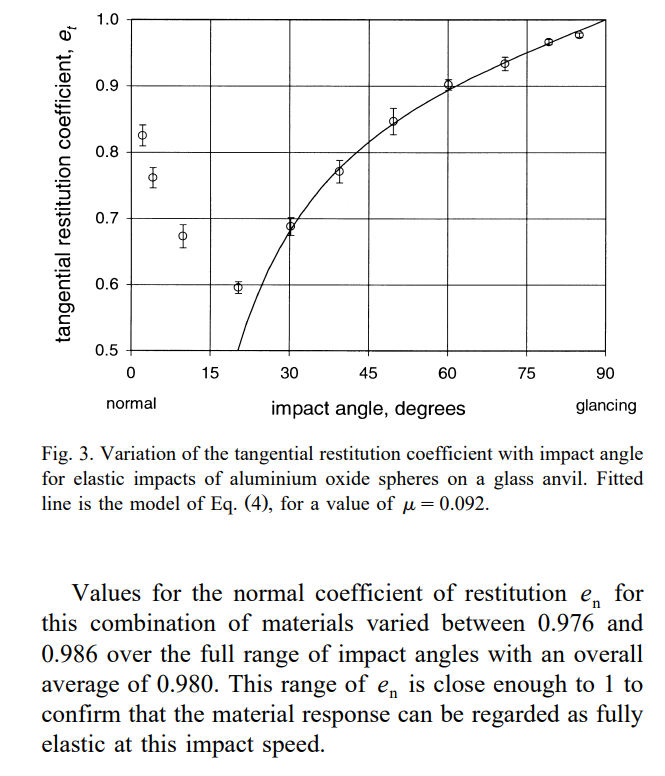 tangential restitution coefficient, eₜ
1.0
0.9
0.8
0.7
0.6
0.5
0 15 30 45 60 75 90
normal impact angle, degrees glancing
Fig. 3. Variation of the tangential restitution coefficient with impact angle
for elastic impacts of aluminium oxide spheres on a glass anvil. Fitted
line is the model of Eq. (4), for a value of μ = 0.092.
Values for the normal coefficient of restitution eₙ for
this combination of materials varied between 0.976 and
0.986 over the full range of impact angles with an overall
average of 0.980. This range of eₙ is close enough to 1 to
confirm that the material response can be regarded as fully
elastic at this impact speed.